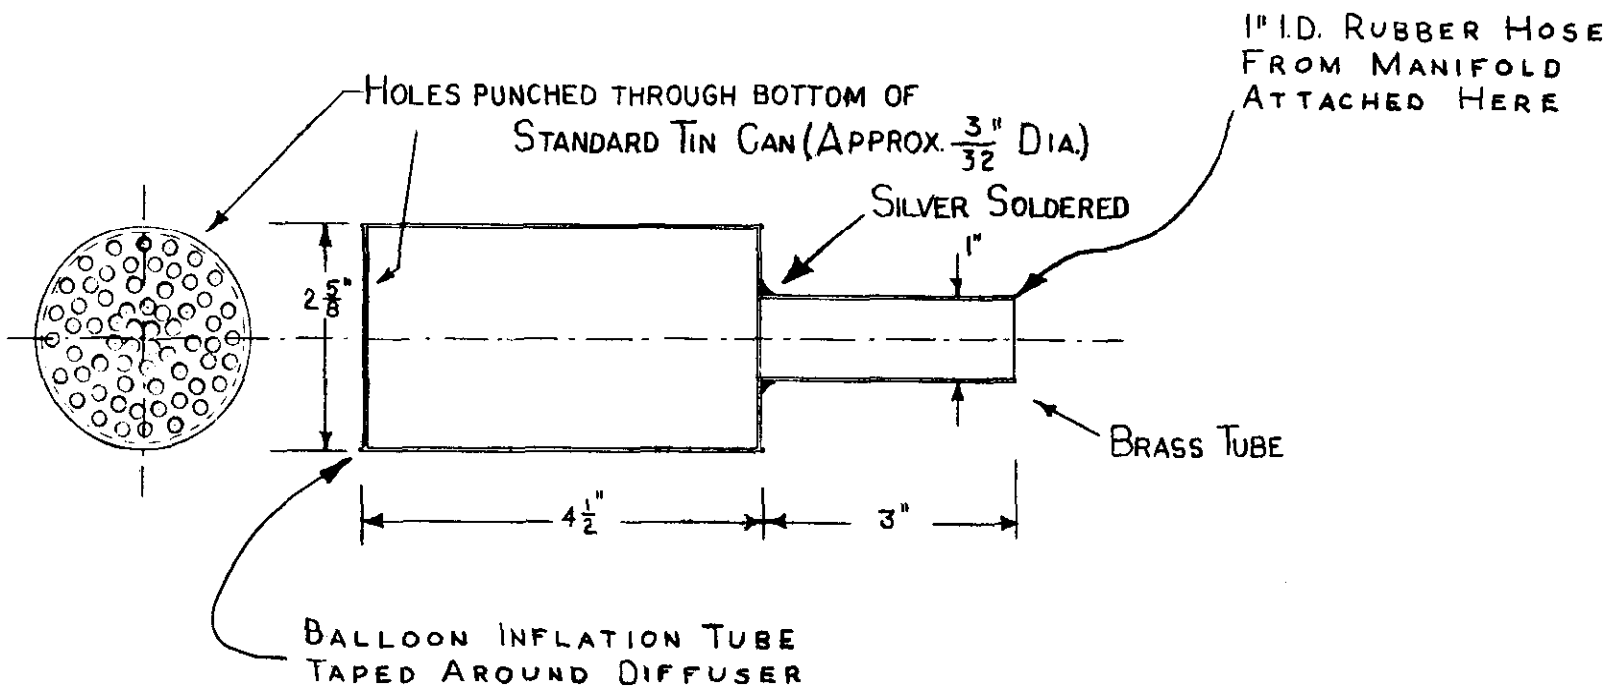 1" I.D. RUBBER HOSE
FROM MANIFOLD
ATTACHED HERE
HOLES PUNCHED THROUGH BOTTOM OF
STANDARD TIN CAN (APPROX. 3/32" DIA.)
SILVER SOLDERED
1"
2 5/8"
BRASS TUBE
4 1/2"
3"
BALLOON INFLATION TUBE
TAPED AROUND DIFFUSER